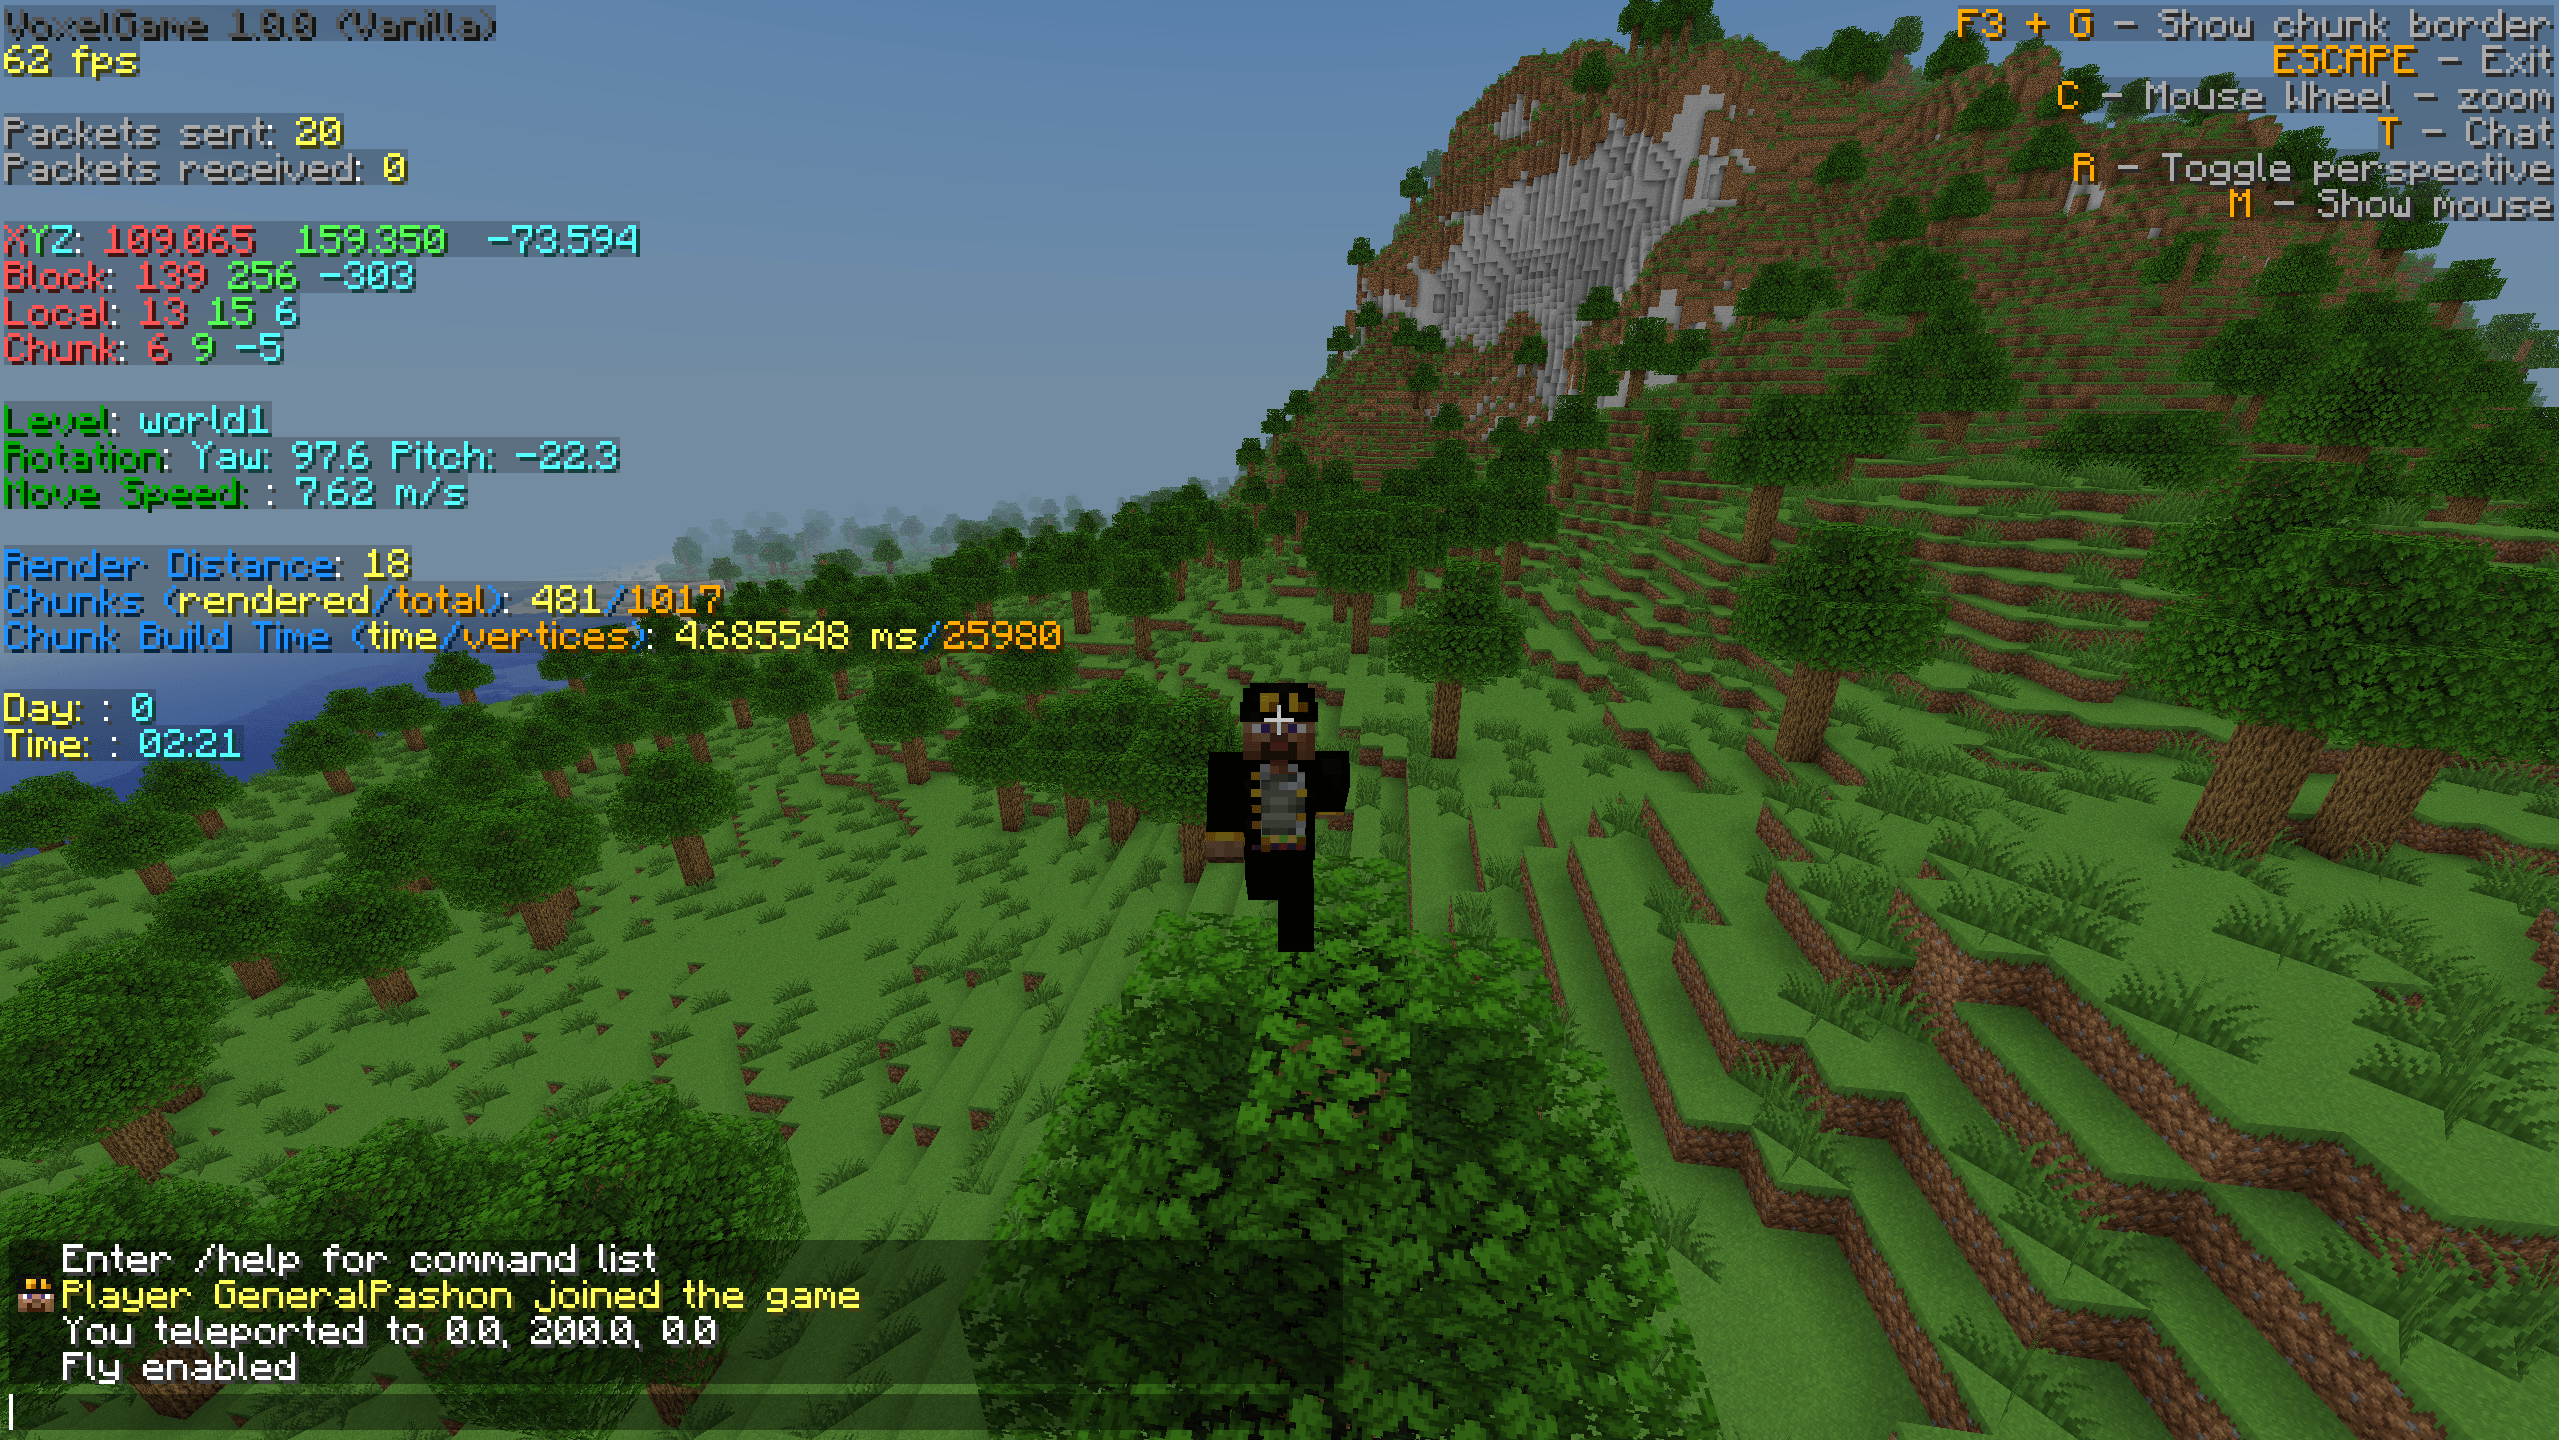 VoxelGame 1.0.0 (Vanilla)
62 fps
Packets sent: 20
Packets received: 0
XYZ: 109.065 159.350 -73.594
Block: 139 256 -303
Local: 13 15 6
Chunk: 6 9 -5
Level: world1
Rotation: Yaw: 97.6 Pitch: -22.3
Move Speed: : 7.62 m/s
Render Distance: 18
Chunks (rendered/total): 481/1017
Chunk Build Time (time/vertices): 4.685548 ms/25980
Day: : 0
Time: : 02:21
F3 + G - Show chunk border
ESCAPE - Exit
C - Mouse Wheel - zoom
T - Chat
R - Toggle perspective
M - Show mouse
Enter /help for command list
Player GeneralPashon joined the game
You teleported to 0.0, 200.0, 0.0
Fly enabled